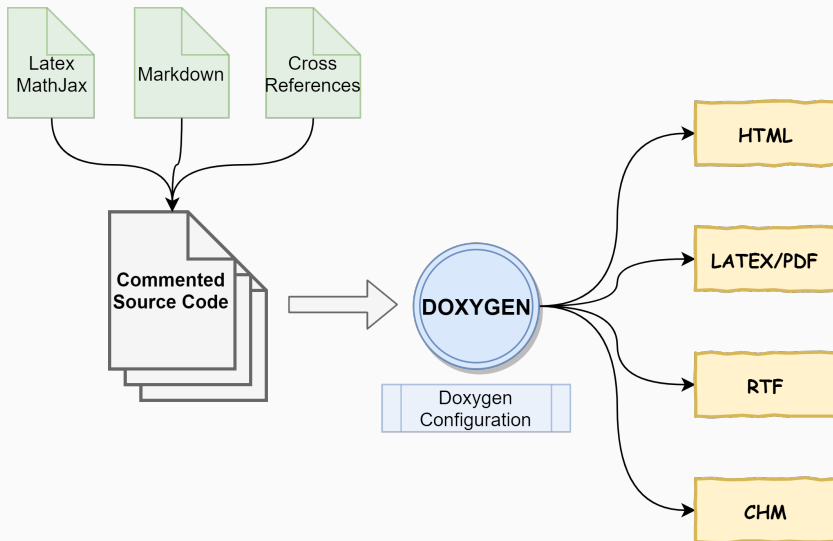 Latex
MathJax
Markdown
Cross
References
Commented
Source Code
DOXYGEN
Doxygen
Configuration
HTML
LATEX/PDF
RTF
CHM